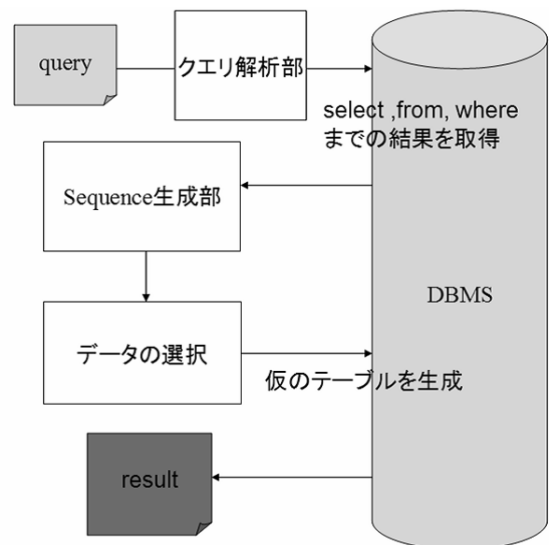 query
クエリ解析部
select ,from, where
までの結果を取得
Sequence生成部
DBMS
データの選択
仮のテーブルを生成
result